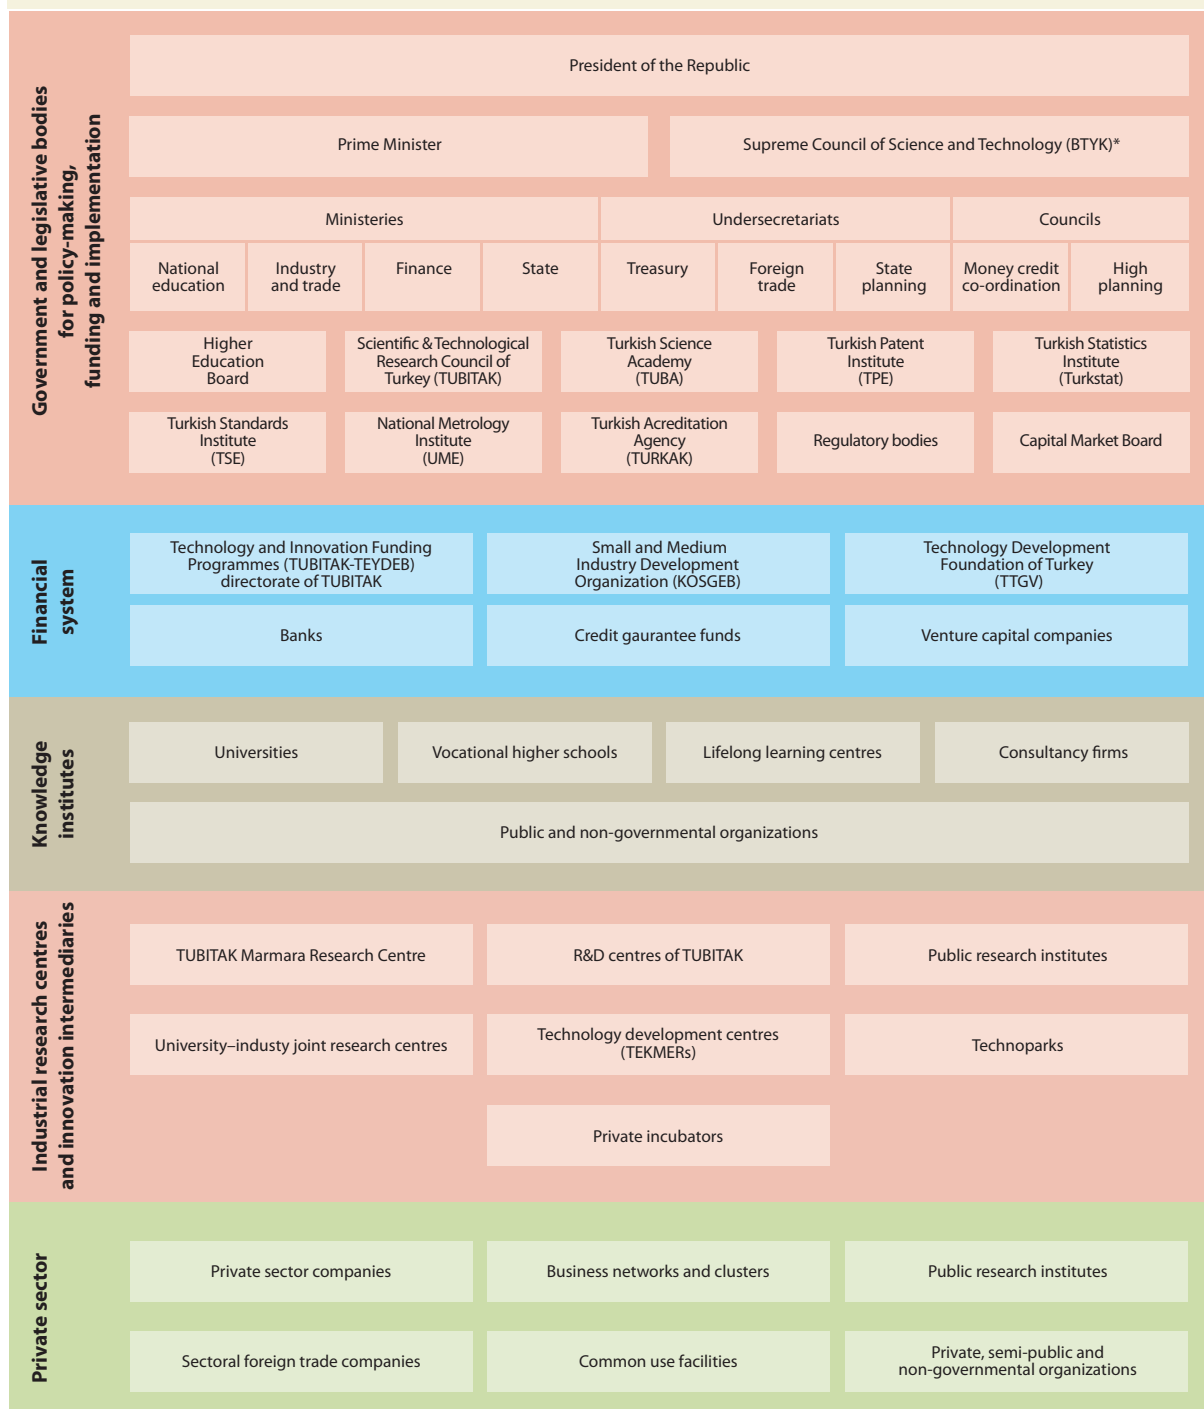 Government and legislative bodies
for policy-making,
funding and implementation
President of the Republic
Prime Minister
Supreme Council of Science and Technology (BTYK)*
Ministeries
Undersecretariats
Councils
National
education
Industry
and trade
Finance
State
Treasury
Foreign
trade
State
planning
Money credit
co-ordination
High
planning
Higher
Education
Board
Scientific & Technological
Research Council of
Turkey (TUBITAK)
Turkish Science
Academy
(TUBA)
Turkish Patent
Institute
(TPE)
Turkish Statistics
Institute
(Turkstat)
Turkish Standards
Institute
(TSE)
National Metrology
Institute
(UME)
Turkish Acreditation
Agency
(TURKAK)
Regulatory bodies
Capital Market Board
Financial
system
Technology and Innovation Funding
Programmes (TUBITAK-TEYDEB)
directorate of TUBITAK
Small and Medium
Industry Development
Organization (KOSGEB)
Technology Development
Foundation of Turkey
(TTGV)
Banks
Credit gaurantee funds
Venture capital companies
Knowledge
institutes
Universities
Vocational higher schools
Lifelong learning centres
Consultancy firms
Public and non-governmental organizations
Industrial research centres
and innovation intermediaries
TUBITAK Marmara Research Centre
R&D centres of TUBITAK
Public research institutes
University–industy joint research centres
Technology development centres
(TEKMERs)
Technoparks
Private incubators
Private sector
Private sector companies
Business networks and clusters
Public research institutes
Sectoral foreign trade companies
Common use facilities
Private, semi-public and
non-governmental organizations